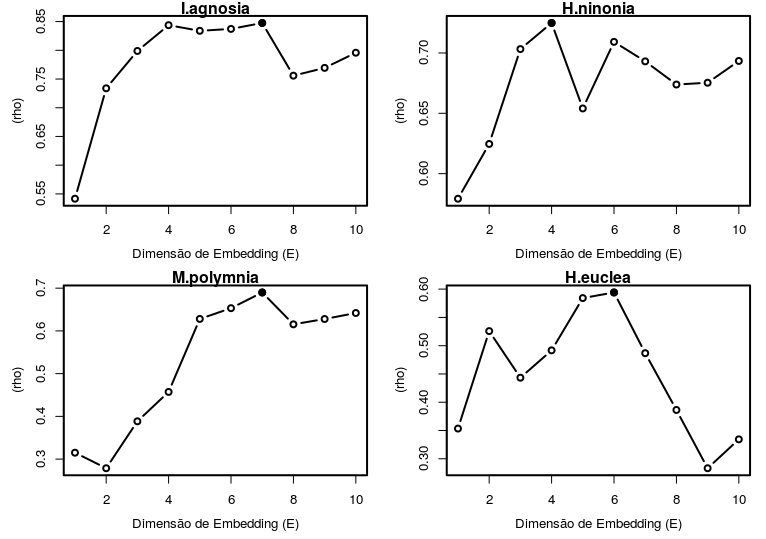 I.agnosia
(rho)
0.85
0.75
0.65
0.55
2 4 6 8 10
Dimensão de Embedding (E)
H.ninonia
(rho)
0.70
0.65
0.60
2 4 6 8 10
Dimensão de Embedding (E)
M.polymnia
(rho)
0.7
0.6
0.5
0.4
0.3
2 4 6 8 10
Dimensão de Embedding (E)
H.euclea
(rho)
0.60
0.50
0.40
0.30
2 4 6 8 10
Dimensão de Embedding (E)